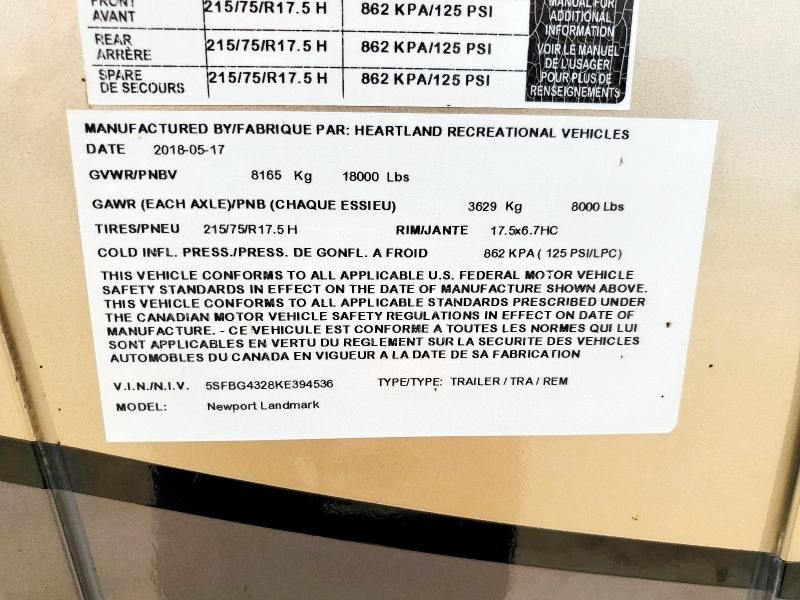 FRONT
AVANT
215/75/R17.5 H
862 KPA/125 PSI
REAR
ARRÈRE
215/75/R17.5 H
862 KPA/125 PSI
SPARE
DE SECOURS
215/75/R17.5 H
862 KPA/125 PSI
MANUAL FOR
ADDITIONAL
INFORMATION
VOIR LE MANUEL
DE L'USAGER
POUR PLUS DE
RENSEIGNEMENTS
MANUFACTURED BY/FABRIQUE PAR: HEARTLAND RECREATIONAL VEHICLES
DATE 2018-05-17
GVWR/PNBV 8165 Kg 18000 Lbs
GAWR (EACH AXLE)/PNB (CHAQUE ESSIEU) 3629 Kg 8000 Lbs
TIRES/PNEU 215/75/R17.5 H RIM/JANTE 17.5x6.7HC
COLD INFL. PRESS./PRESS. DE GONFL. A FROID 862 KPA ( 125 PSI/LPC)
THIS VEHICLE CONFORMS TO ALL APPLICABLE U.S. FEDERAL MOTOR VEHICLE
SAFETY STANDARDS IN EFFECT ON THE DATE OF MANUFACTURE SHOWN ABOVE.
THIS VEHICLE CONFORMS TO ALL APPLICABLE STANDARDS PRESCRIBED UNDER
THE CANADIAN MOTOR VEHICLE SAFETY REGULATIONS IN EFFECT ON DATE OF
MANUFACTURE. - CE VEHICULE EST CONFORME A TOUTES LES NORMES QUI LUI
SONT APPLICABLES EN VERTU DU REGLEMENT SUR LA SECURITE DES VEHICLES
AUTOMOBILES DU CANADA EN VIGUEUR A LA DATE DE SA FABRICATION
V.I.N./N.I.V. 5SFBG4328KE394536 TYPE/TYPE: TRAILER / TRA / REM
MODEL: Newport Landmark